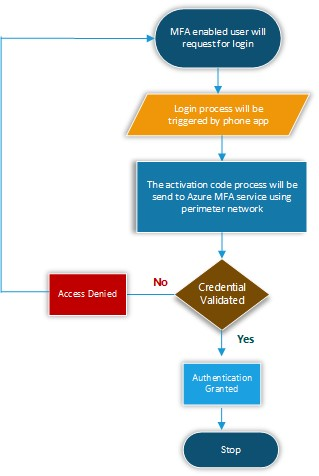 MFA enabled user will
request for login
Login process will be
triggered by phone app
The activation code process will be
send to Azure MFA service using
perimeter network
Credential
Validated
No
Access Denied
Yes
Authentication
Granted
Stop